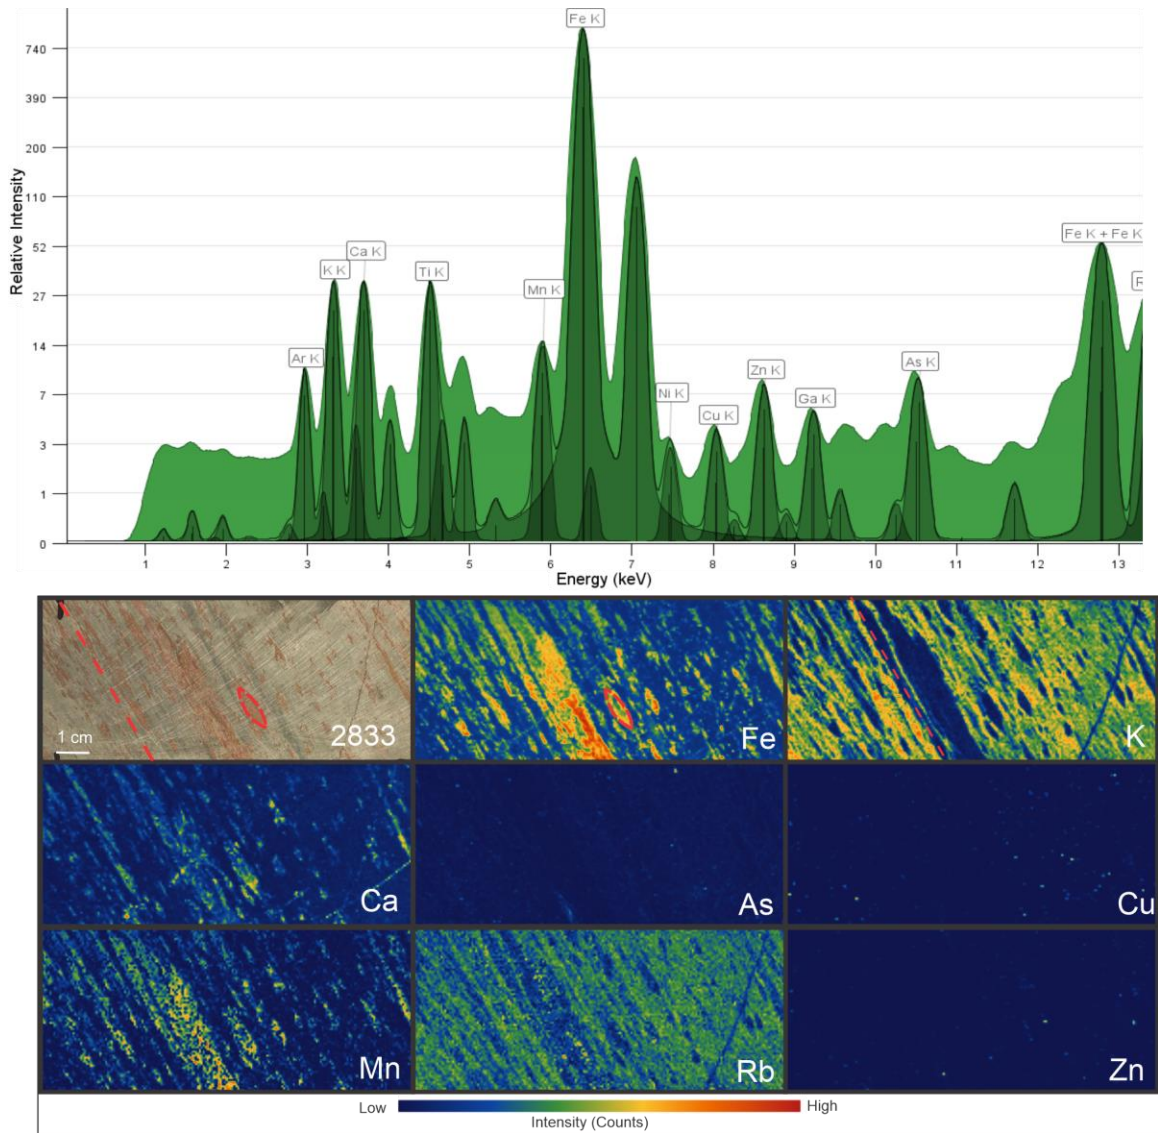 Fe K
740
390
200
110
52
27
14
7
3
1
0
Relative Intensity
Fe K + Fe K
Ca K
K K
Ti K
Mn K
R
Ar K
As K
Zn K
Ni K
Ga K
Cu K
1 2 3 4 5 6 7 8 9 10 11 12 13
Energy (keV)
1 cm
2833
Fe
K
Ca
As
Cu
Mn
Rb
Zn
Low High
Intensity (Counts)